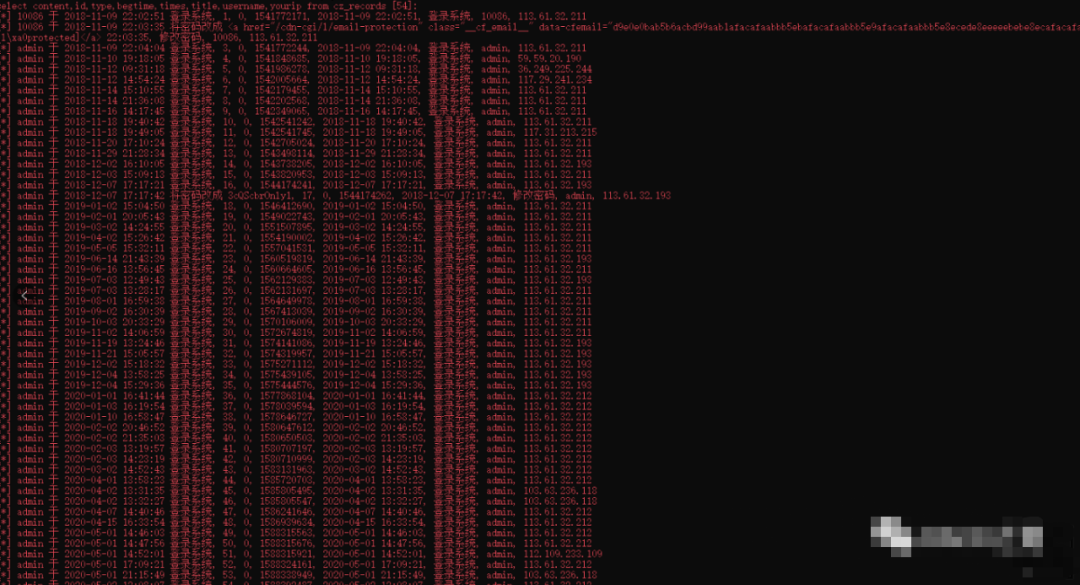 elect content,id,type,begtime,times,title,username,yourip from cz_records [54]:
*] 10086 于 2018-11-09 22:02:51 登录系统, 1, 0, 1541772171, 2018-11-09 22:02:51, 登录系统, 10086, 113.61.32.211
*] 10086 于 2018-11-09 22:03:35 将密码改成 <a href="/cdn-cgi/l/email-protection" class="__cf_email__" data-cfemail=
l\xa0protected]</a> 22:03:35, 修改密码, 10086, 113.61.32.211
*] admin 于 2018-11-09 22:04:04 登录系统, 3, 0, 1541772244, 2018-11-09 22:04:04, 登录系统, admin, 113.61.32.211
*] admin 于 2018-11-10 19:18:05 登录系统, 4, 0, 1541848685, 2018-11-10 19:18:05, 登录系统, admin, 59.59.20.190
*] admin 于 2018-11-12 09:31:18 登录系统, 5, 0, 1541986278, 2018-11-12 09:31:18, 登录系统, admin, 36.249.225.244
*] admin 于 2018-11-12 14:54:24 登录系统, 6, 0, 1542005664, 2018-11-12 14:54:24, 登录系统, admin, 117.29.241.234
*] admin 于 2018-11-14 15:10:55 登录系统, 7, 0, 1542179455, 2018-11-14 15:10:55, 登录系统, admin, 113.61.32.211
*] admin 于 2018-11-14 21:36:08 登录系统, 8, 0, 1542202568, 2018-11-14 21:36:08, 登录系统, admin, 113.61.32.211
*] admin 于 2018-11-16 14:17:45 登录系统, 9, 0, 1542349065, 2018-11-16 14:17:45, 登录系统, admin, 113.61.32.211
*] admin 于 2018-11-18 19:40:42 登录系统, 10, 0, 1542541242, 2018-11-18 19:40:42, 登录系统, admin, 113.61.32.211
*] admin 于 2018-11-18 19:49:05 登录系统, 11, 0, 1542541745, 2018-11-18 19:49:05, 登录系统, admin, 117.31.213.215
*] admin 于 2018-11-20 17:10:24 登录系统, 12, 0, 1542705024, 2018-11-20 17:10:24, 登录系统, admin, 113.61.32.211
*] admin 于 2018-11-29 21:28:34 登录系统, 13, 0, 1543498114, 2018-11-29 21:28:34, 登录系统, admin, 113.61.32.211
*] admin 于 2018-12-02 16:10:05 登录系统, 14, 0, 1543738205, 2018-12-02 16:10:05, 登录系统, admin, 113.61.32.193
*] admin 于 2018-12-03 15:09:13 登录系统, 15, 0, 1543820953, 2018-12-03 15:09:13, 登录系统, admin, 113.61.32.211
*] admin 于 2018-12-07 17:17:21 登录系统, 16, 0, 1544174241, 2018-12-07 17:17:21, 登录系统, admin, 113.61.32.193
*] admin 于 2018-12-07 17:17:42 将密码改成 17, 0, 1544174262, 2018-12-07 17:17:42, 修改密码, admin, 113.61.32.193
*] admin 于 2019-01-02 15:04:50 登录系统, 18, 0, 1546412690, 2019-01-02 15:04:50, 登录系统, admin, 113.61.32.211
*] admin 于 2019-02-01 20:05:43 登录系统, 19, 0, 1549022743, 2019-02-01 20:05:43, 登录系统, admin, 113.61.32.211
*] admin 于 2019-03-02 14:24:55 登录系统, 20, 0, 1551507895, 2019-03-02 14:24:55, 登录系统, admin, 113.61.32.211
*] admin 于 2019-04-02 15:26:42 登录系统, 21, 0, 1554190002, 2019-04-02 15:26:42, 登录系统, admin, 113.61.32.211
*] admin 于 2019-05-05 15:32:11 登录系统, 22, 0, 1557041531, 2019-05-05 15:32:11, 登录系统, admin, 113.61.32.211
*] admin 于 2019-06-14 21:43:39 登录系统, 23, 0, 1560519819, 2019-06-14 21:43:39, 登录系统, admin, 113.61.32.193
*] admin 于 2019-06-16 13:56:45 登录系统, 24, 0, 1560664605, 2019-06-16 13:56:45, 登录系统, admin, 113.61.32.211
*] admin 于 2019-07-03 12:49:43 登录系统, 25, 0, 1562129383, 2019-07-03 12:49:43, 登录系统, admin, 113.61.32.193
*] admin 于 2019-07-03 13:28:17 登录系统, 26, 0, 1562131697, 2019-07-03 13:28:17, 登录系统, admin, 113.61.32.211
*] admin 于 2019-08-01 16:59:38 登录系统, 27, 0, 1564649978, 2019-08-01 16:59:38, 登录系统, admin, 113.61.32.211
*] admin 于 2019-09-02 16:30:39 登录系统, 28, 0, 1567413039, 2019-09-02 16:30:39, 登录系统, admin, 113.61.32.193
*] admin 于 2019-10-03 20:33:29 登录系统, 29, 0, 1570106009, 2019-10-03 20:33:29, 登录系统, admin, 113.61.32.211
*] admin 于 2019-11-02 14:06:59 登录系统, 30, 0, 1572674819, 2019-11-02 14:06:59, 登录系统, admin, 113.61.32.211
*] admin 于 2019-11-19 13:24:46 登录系统, 31, 0, 1574141086, 2019-11-19 13:24:46, 登录系统, admin, 113.61.32.193
*] admin 于 2019-11-21 15:05:57 登录系统, 32, 0, 1574319957, 2019-11-21 15:05:57, 登录系统, admin, 113.61.32.193
*] admin 于 2019-12-02 15:18:32 登录系统, 33, 0, 1575271112, 2019-12-02 15:18:32, 登录系统, admin, 113.61.32.193
*] admin 于 2019-12-04 13:58:25 登录系统, 34, 0, 1575439105, 2019-12-04 13:58:25, 登录系统, admin, 113.61.32.193
*] admin 于 2019-12-04 15:29:36 登录系统, 35, 0, 1575444576, 2019-12-04 15:29:36, 登录系统, admin, 113.61.32.193
*] admin 于 2020-01-01 16:41:44 登录系统, 36, 0, 1577868104, 2020-01-01 16:41:44, 登录系统, admin, 113.61.32.212
*] admin 于 2020-01-03 16:19:54 登录系统, 37, 0, 1578039594, 2020-01-03 16:19:54, 登录系统, admin, 113.61.32.212
*] admin 于 2020-01-10 16:58:47 登录系统, 38, 0, 1578646727, 2020-01-10 16:58:47, 登录系统, admin, 113.61.32.212
*] admin 于 2020-02-02 20:46:52 登录系统, 39, 0, 1580647612, 2020-02-02 20:46:52, 登录系统, admin, 113.61.32.212
*] admin 于 2020-02-02 21:35:03 登录系统, 40, 0, 1580650503, 2020-02-02 21:35:03, 登录系统, admin, 113.61.32.212
*] admin 于 2020-02-03 13:19:57 登录系统, 41, 0, 1580707197, 2020-02-03 13:19:57, 登录系统, admin, 113.61.32.212
*] admin 于 2020-02-03 14:23:19 登录系统, 42, 0, 1580710999, 2020-02-03 14:23:19, 登录系统, admin, 113.61.32.212
*] admin 于 2020-03-02 14:52:43 登录系统, 43, 0, 1583131963, 2020-03-02 14:52:43, 登录系统, admin, 113.61.32.212
*] admin 于 2020-04-01 13:58:23 登录系统, 44, 0, 1585720703, 2020-04-01 13:58:23, 登录系统, admin, 113.61.32.212
*] admin 于 2020-04-02 13:31:35 登录系统, 45, 0, 1585805495, 2020-04-02 13:31:35, 登录系统, admin, 103.63.236.118
*] admin 于 2020-04-02 13:32:27 登录系统, 46, 0, 1585805547, 2020-04-02 13:32:27, 登录系统, admin, 103.63.236.118
*] admin 于 2020-04-07 14:40:46 登录系统, 47, 0, 1586241646, 2020-04-07 14:40:46, 登录系统, admin, 113.61.32.212
*] admin 于 2020-04-15 16:33:54 登录系统, 48, 0, 1586939634, 2020-04-15 16:33:54, 登录系统, admin, 113.61.32.212
*] admin 于 2020-05-01 14:46:03 登录系统, 49, 0, 1588315563, 2020-05-01 14:46:03, 登录系统, admin, 113.61.32.212
*] admin 于 2020-05-01 14:47:56 登录系统, 50, 0, 1588315676, 2020-05-01 14:47:56, 登录系统, admin, 113.61.32.212
*] admin 于 2020-05-01 14:52:01 登录系统, 51, 0, 1588315921, 2020-05-01 14:52:01, 登录系统, admin, 112.109.233.109
*] admin 于 2020-05-01 17:09:21 登录系统, 52, 0, 1588324161, 2020-05-01 17:09:21, 登录系统, admin, 113.61.32.212
*] admin 于 2020-05-01 21:15:49 登录系统, 53, 0, 1588338949, 2020-05-01 21:15:49, 登录系统, admin, 103.63.236.118